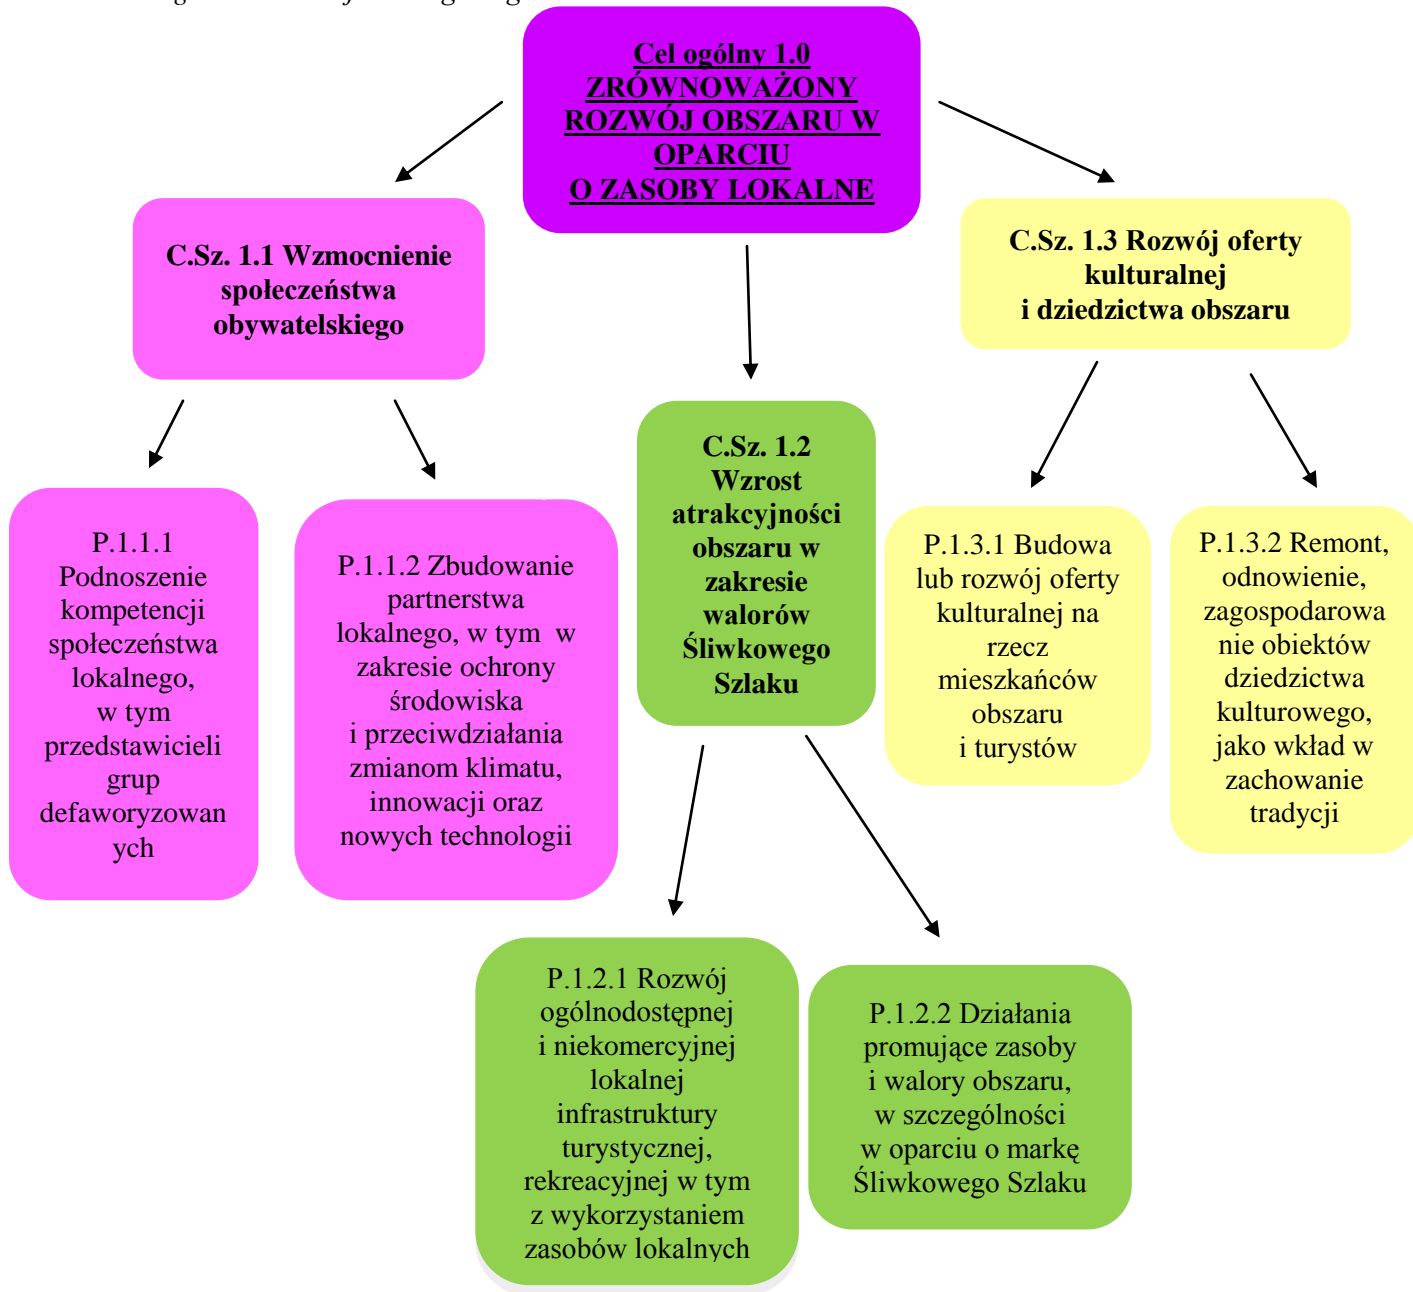 Cel ogólny 1.0
ZRÓWNOWAŻONY
ROZWÓJ OBSZARU W
OPARCIU
O ZASOBY LOKALNE
C.Sz. 1.1 Wzmocnienie
społeczeństwa
obywatelskiego
C.Sz. 1.3 Rozwój oferty
kulturalnej
i dziedzictwa obszaru
C.Sz. 1.2
Wzrost
atrakcyjności
obszaru w
zakresie
walorów
Śliwkowego
Szlaku
P.1.1.1
Podnoszenie
kompetencji
społeczeństwa
lokalnego,
w tym
przedstawicieli
grup
defaworyzowan
ych
P.1.1.2 Zbudowanie
partnerstwa
lokalnego, w tym  w
zakresie ochrony
środowiska
i przeciwdziałania
zmianom klimatu,
innowacji oraz
nowych technologii
P.1.3.1 Budowa
lub rozwój oferty
kulturalnej na
rzecz
mieszkańców
obszaru
i turystów
P.1.3.2 Remont,
odnowienie,
zagospodarowa
nie obiektów
dziedzictwa
kulturowego,
jako wkład w
zachowanie
tradycji
P.1.2.1 Rozwój
ogólnodostępnej
i niekomercyjnej
lokalnej
infrastruktury
turystycznej,
rekreacyjnej w tym
z wykorzystaniem
zasobów lokalnych
P.1.2.2 Działania
promujące zasoby
i walory obszaru,
w szczególności
w oparciu o markę
Śliwkowego Szlaku